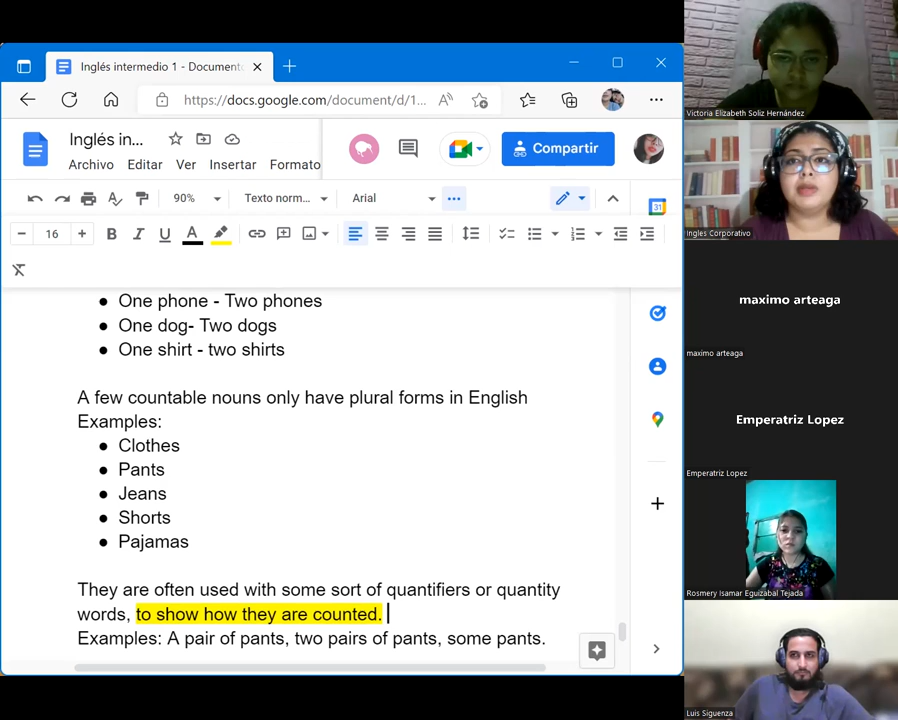 Inglés intermedio 1 - Document
https://docs.google.com/document/d/1...
Inglés in...
Archivo Editar Ver Insertar Formato
Compartir
90% Texto norm... Arial
16
31
One phone - Two phones
One dog- Two dogs
One shirt - two shirts
A few countable nouns only have plural forms in English
Examples:
Clothes
Pants
Jeans
Shorts
Pajamas
They are often used with some sort of quantifiers or quantity
words, to show how they are counted.
Examples: A pair of pants, two pairs of pants, some pants.
Victoria Elizabeth Soliz Hernández
Ingles Corporativo
maximo arteaga
maximo arteaga
Emperatriz Lopez
Emperatriz Lopez
Rosmery Isamar Eguizabal Tejada
Luis Siguenza